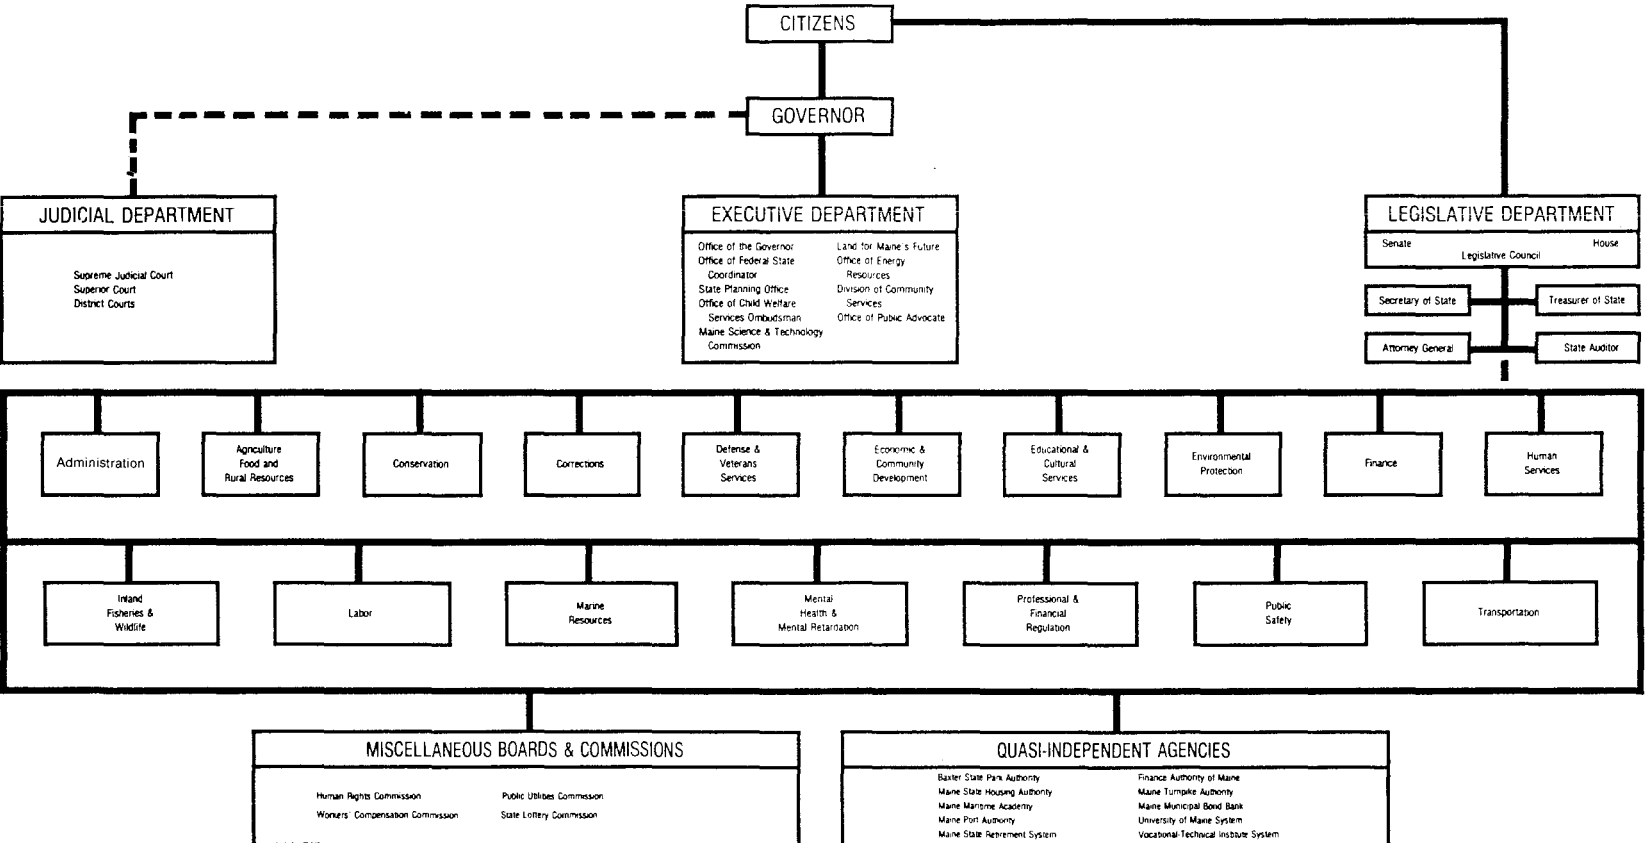 CITIZENS
GOVERNOR
JUDICIAL DEPARTMENT
Supreme Judicial Court
Superior Court
District Courts
EXECUTIVE DEPARTMENT
Office of the Governor
Office of Federal State
Coordinator
State Planning Office
Office of Child Welfare
Services Ombudsman
Maine Science & Technology
Commission
Land for Maine's Future
Office of Energy
Resources
Division of Community
Services
Office of Public Advocate
LEGISLATIVE DEPARTMENT
Senate House
Legislative Council
Secretary of State
Treasurer of State
Attorney General
State Auditor
Administration
Agriculture
Food and
Rural Resources
Conservation
Corrections
Defense &
Veterans
Services
Economic &
Community
Development
Educational &
Cultural
Services
Environmental
Protection
Finance
Human
Services
Inland
Fisheries &
Wildlife
Labor
Marine
Resources
Mental
Health &
Mental Retardation
Professional &
Financial
Regulation
Public
Safety
Transportation
MISCELLANEOUS BOARDS & COMMISSIONS
Human Rights Commission
Workers' Compensation Commission
Public Utilities Commission
State Lottery Commission
QUASI-INDEPENDENT AGENCIES
Baxter State Park Authority
Maine State Housing Authority
Maine Maritime Academy
Maine Port Authority
Maine State Retirement System
Finance Authority of Maine
Maine Turnpike Authority
Maine Municipal Bond Bank
University of Maine System
Vocational-Technical Institute System